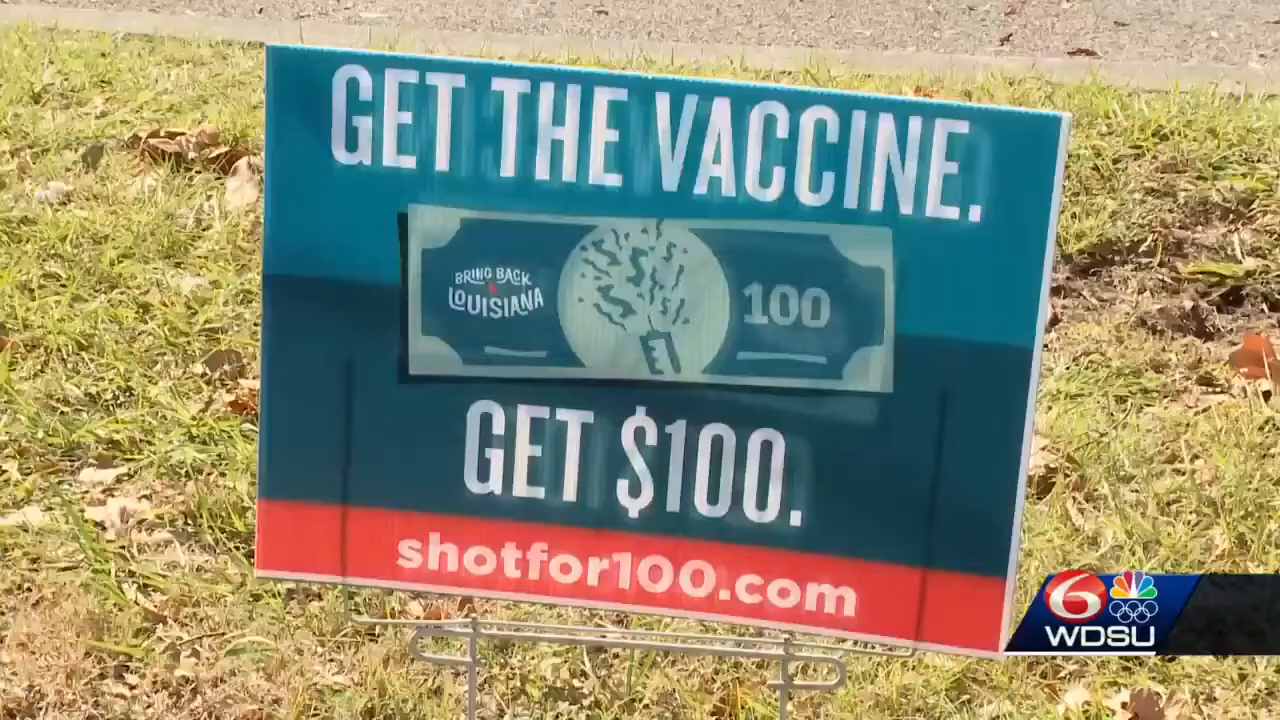 GET THE VACCINE.
BRING BACK
LOUISIANA
100
GET $100.
shotfor100.com
6
WDSU